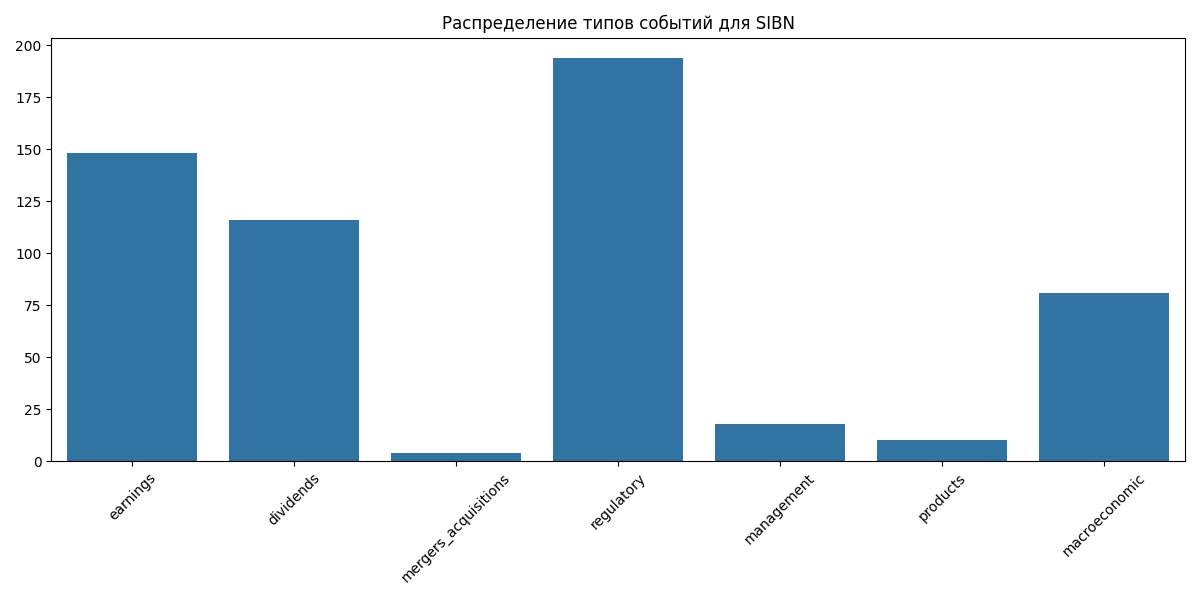 Распределение типов событий для SIBN
200
175
150
125
100
75
50
25
0
earnings
dividends
mergers_acquisitions
regulatory
management
products
macroeconomic